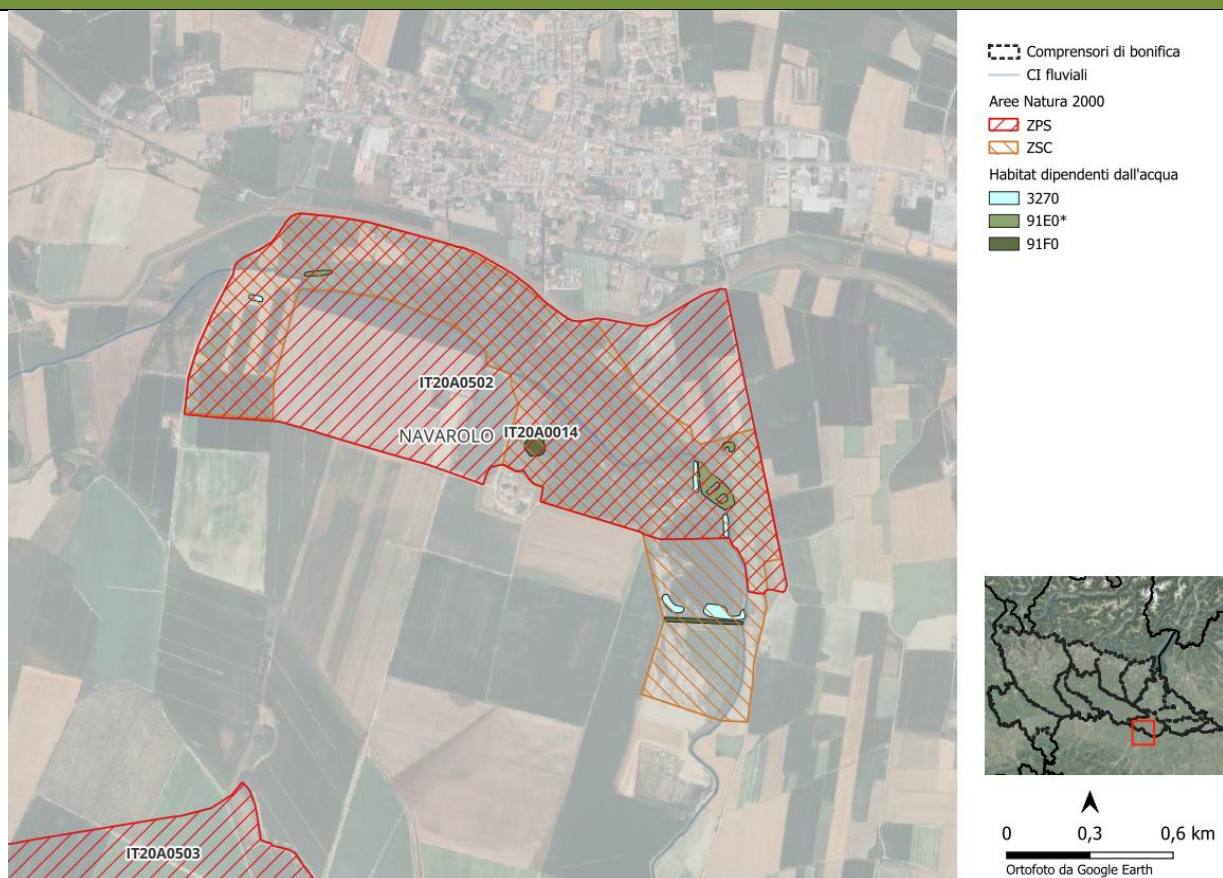 Comprensori di bonifica
CI fluviali
Aree Natura 2000
ZPS
ZSC
Habitat dipendenti dall'acqua
3270
91E0*
91F0
IT20A0502
NAVAROLO
IT20A0014
IT20A0503
0 0,3 0,6 km
Ortofoto da Google Earth